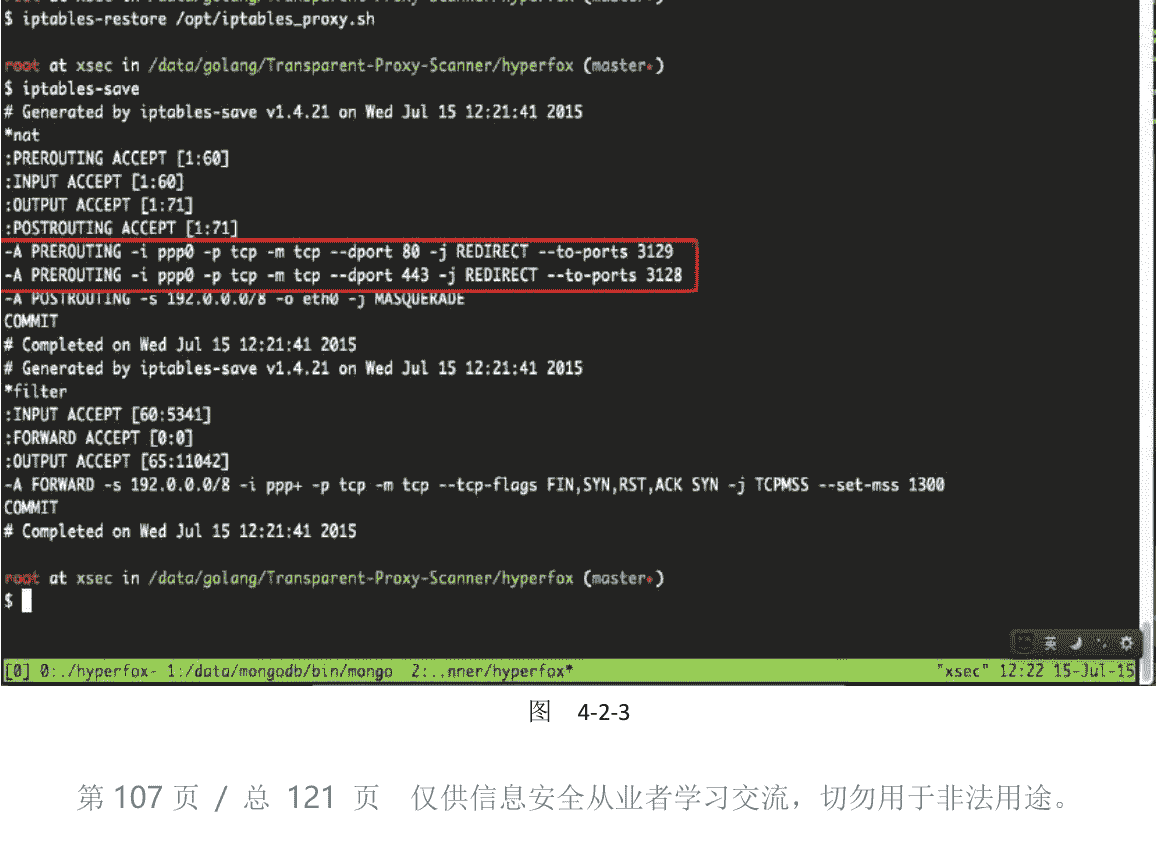 $ iptables-restore /opt/iptables_proxy.sh
root at xsec in /data/golang/Transparent-Proxy-Scanner/hyperfox (master•)
$ iptables-save
# Generated by iptables-save v1.4.21 on Wed Jul 15 12:21:41 2015
*nat
:PREROUTING ACCEPT [1:60]
:INPUT ACCEPT [1:60]
:OUTPUT ACCEPT [1:71]
:POSTROUTING ACCEPT [1:71]
-A PREROUTING -i ppp0 -p tcp -m tcp --dport 80 -j REDIRECT --to-ports 3129
-A PREROUTING -i ppp0 -p tcp -m tcp --dport 443 -j REDIRECT --to-ports 3128
-A POSTROUTING -s 192.0.0.0/8 -o eth0 -j MASQUERADE
COMMIT
# Completed on Wed Jul 15 12:21:41 2015
# Generated by iptables-save v1.4.21 on Wed Jul 15 12:21:41 2015
*filter
:INPUT ACCEPT [60:5341]
:FORWARD ACCEPT [0:0]
:OUTPUT ACCEPT [65:11042]
-A FORWARD -s 192.0.0.0/8 -i ppp+ -p tcp -m tcp --tcp-flags FIN,SYN,RST,ACK SYN -j TCPMSS --set-mss 1300
COMMIT
# Completed on Wed Jul 15 12:21:41 2015
root at xsec in /data/golang/Transparent-Proxy-Scanner/hyperfox (master•)
$
英
[0] 0:./hyperfox- 1:/data/mongodb/bin/mongo 2:..nner/hyperfox* "xsec" 12:22 15-Jul-15
图 4-2-3
第 107 页 / 总 121 页 仅供信息安全从业者学习交流，切勿用于非法用途。